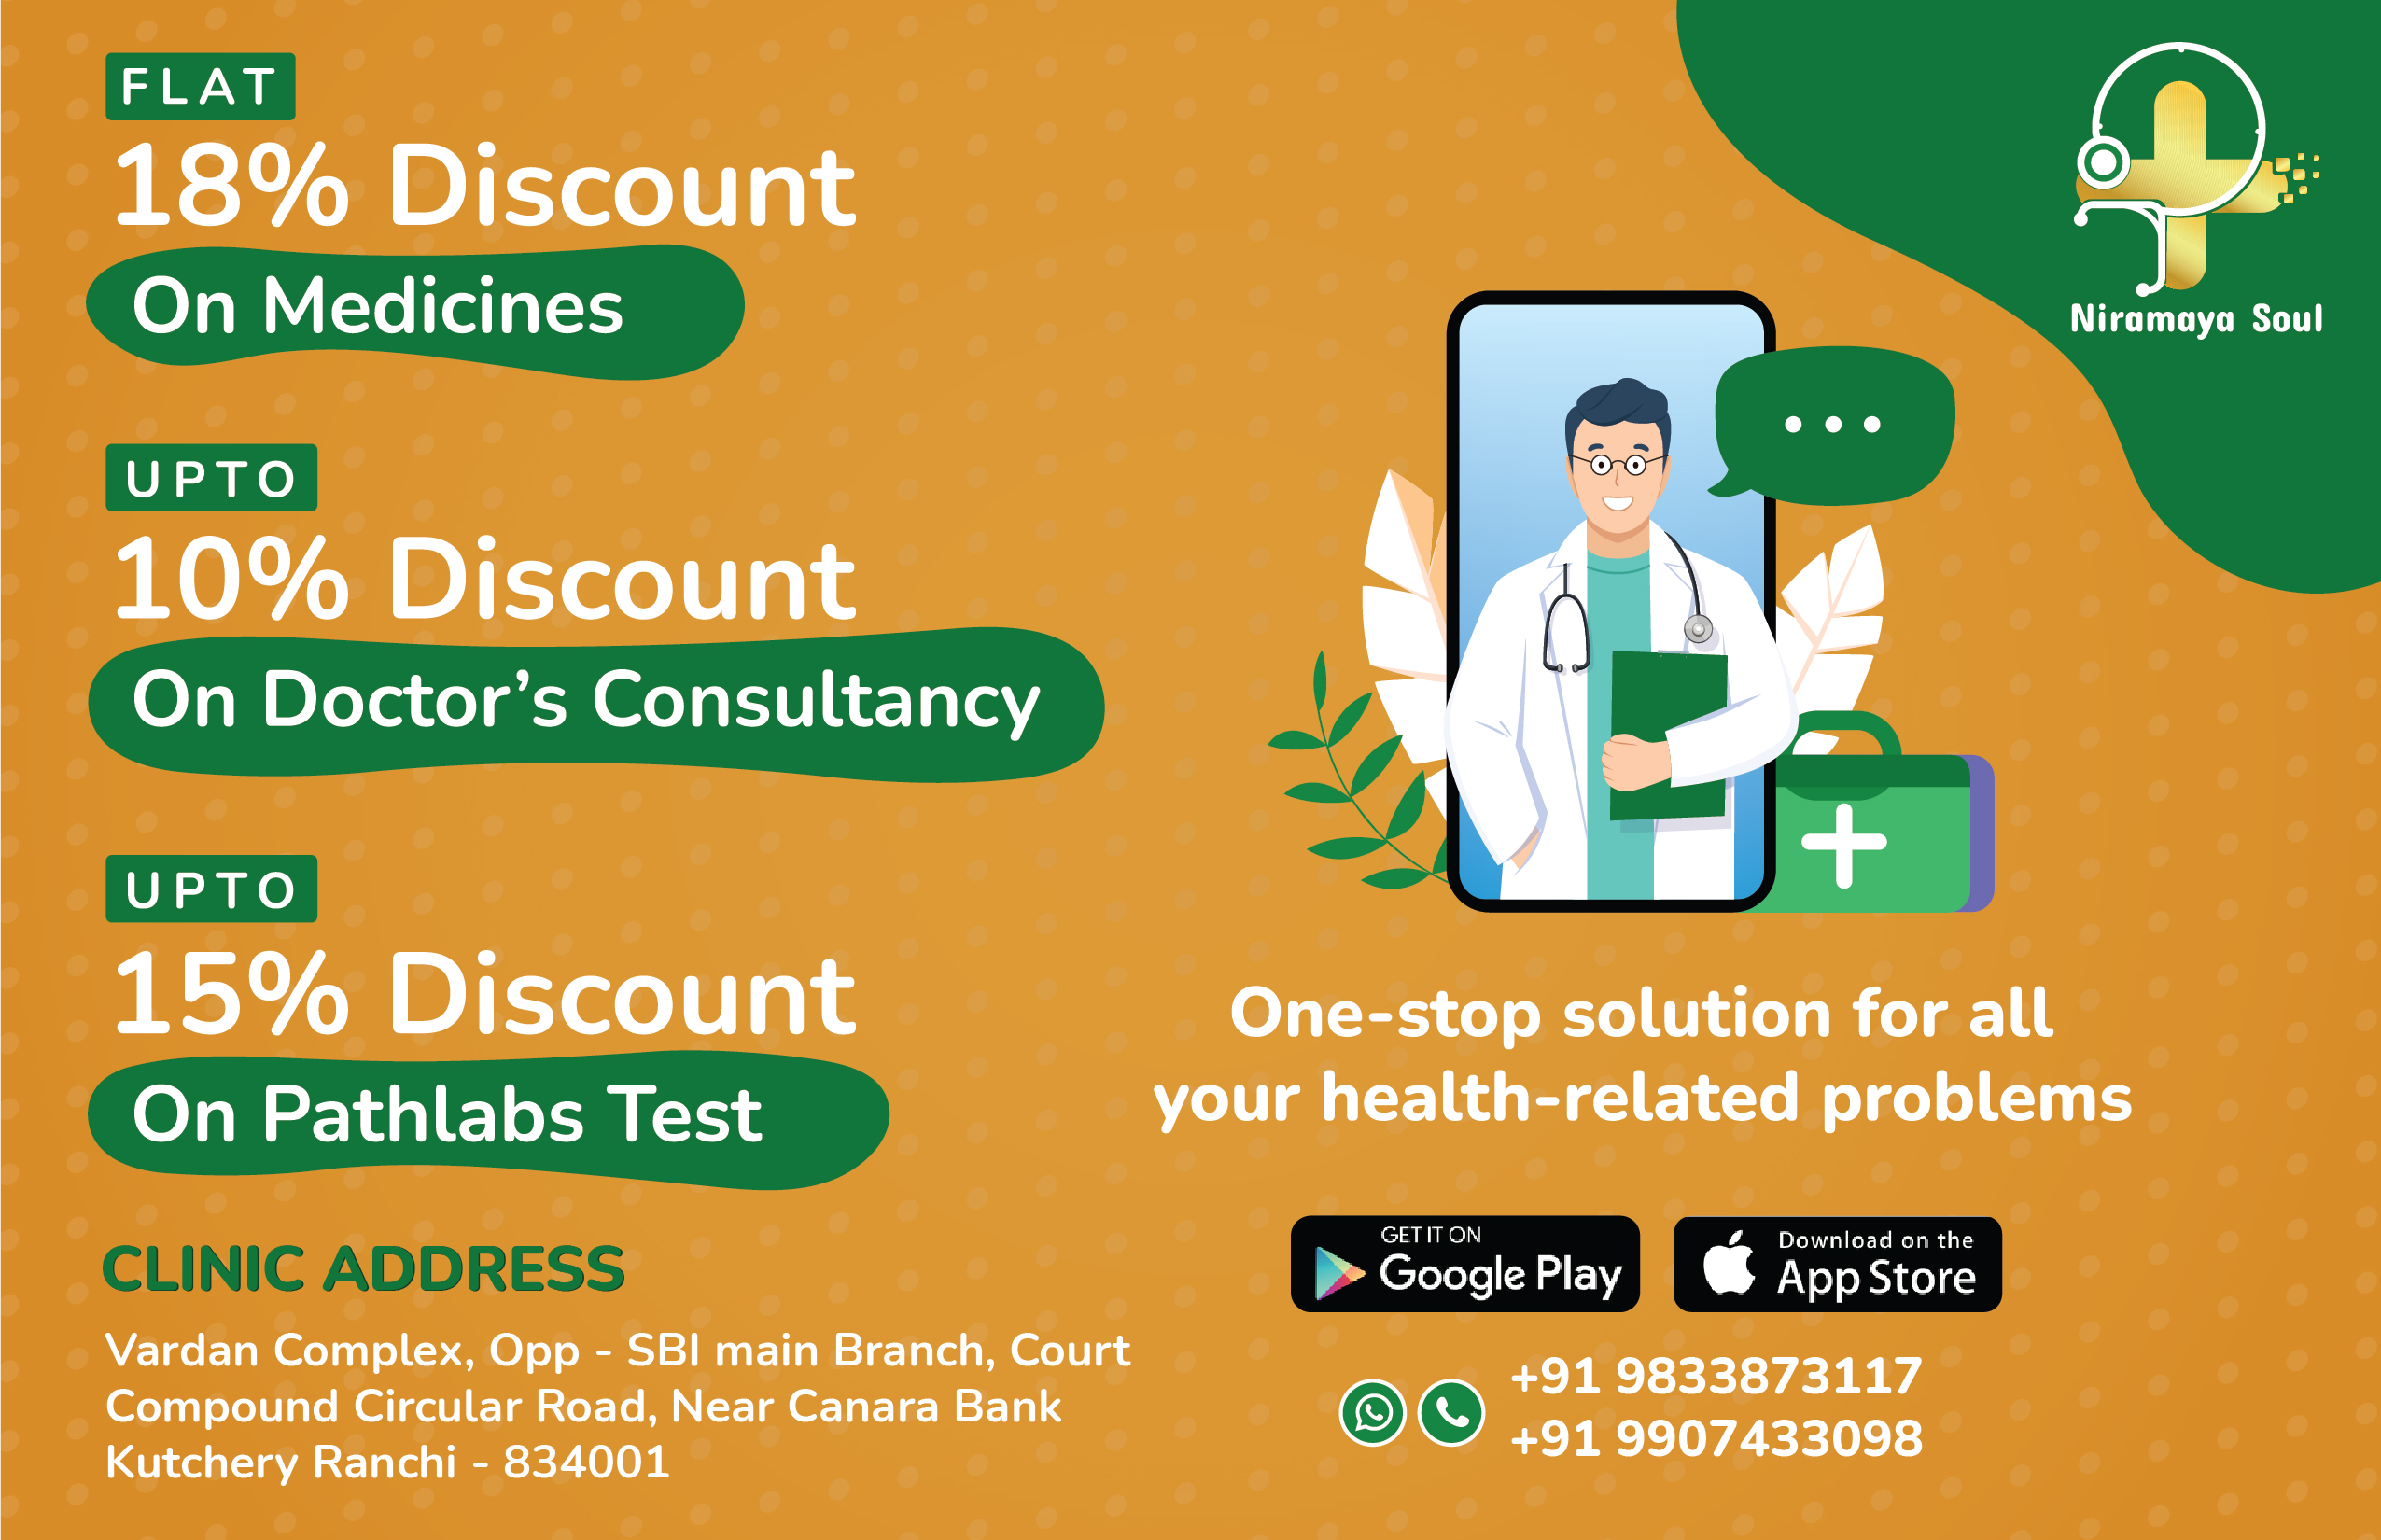 FLAT
18% Discount
On Medicines
UPTO
10% Discount
On Doctor’s Consultancy
UPTO
15% Discount
On Pathlabs Test
CLINIC ADDRESS
Vardan Complex, Opp - SBI main Branch, Court
Compound Circular Road, Near Canara Bank
Kutchery Ranchi - 834001
Niramaya Soul
One-stop solution for all
your health-related problems
GET IT ON
Google Play
Download on the
App Store
+91 9833873117
+91 9907433098